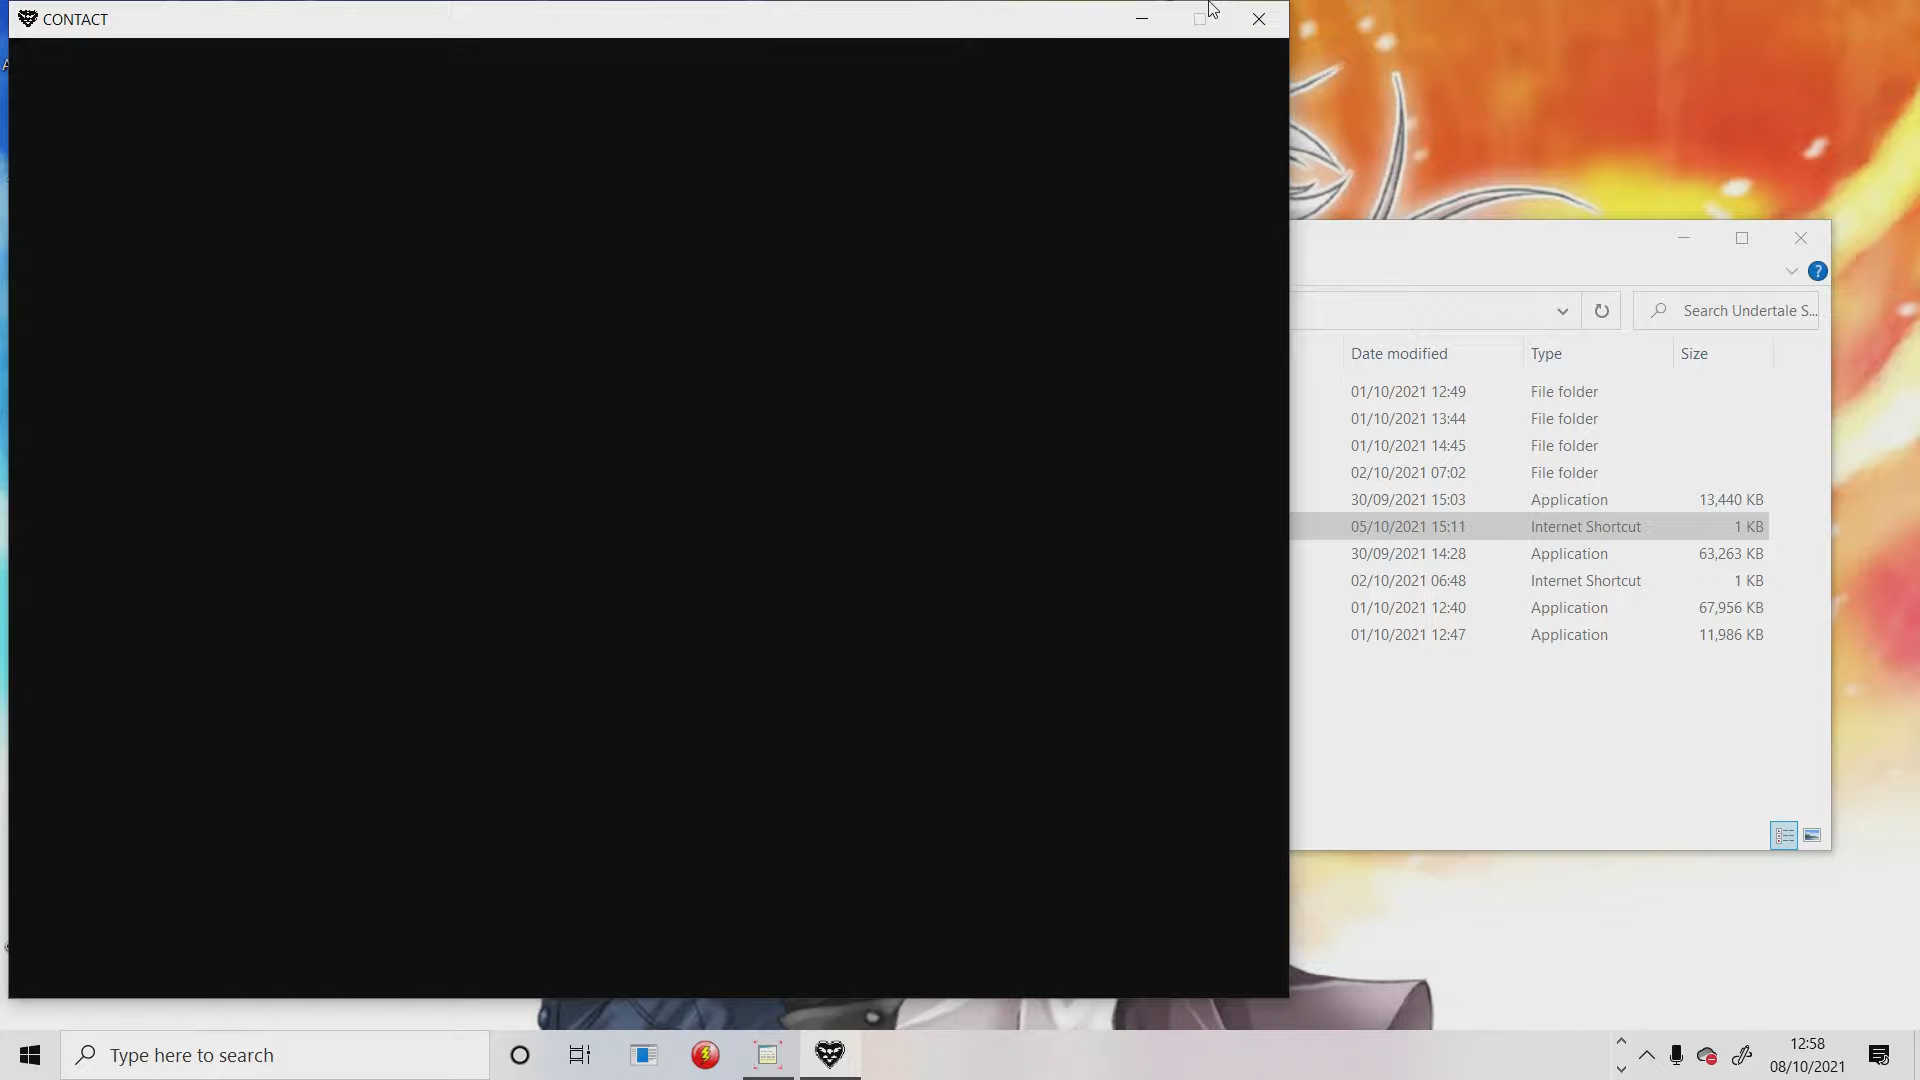 CONTACT
Search Undertale S...
Date modified Type Size
01/10/2021 12:49 File folder
01/10/2021 13:44 File folder
01/10/2021 14:45 File folder
02/10/2021 07:02 File folder
30/09/2021 15:03 Application 13,440 KB
05/10/2021 15:11 Internet Shortcut 1 KB
30/09/2021 14:28 Application 63,263 KB
02/10/2021 06:48 Internet Shortcut 1 KB
01/10/2021 12:40 Application 67,956 KB
01/10/2021 12:47 Application 11,986 KB
Type here to search
12:58
08/10/2021